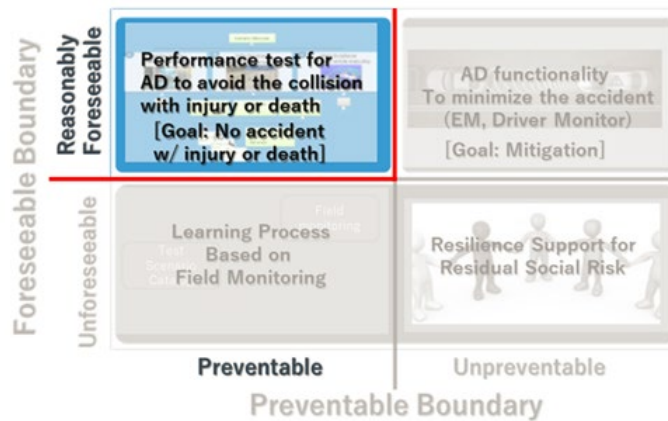 Foreseeable Boundary
Reasonably
Foreseeable
Performance test for
AD to avoid the collision
with injury or death
[Goal: No accident
w/ injury or death]
AD functionality
To minimize the accident
(EM, Driver Monitor)
[Goal: Mitigation]
Unforeseeable
Learning Process
Based on
Field Monitoring
Field
monitoring
Test
Scenario
Resilience Support for
Residual Social Risk
Preventable
Unpreventable
Preventable Boundary